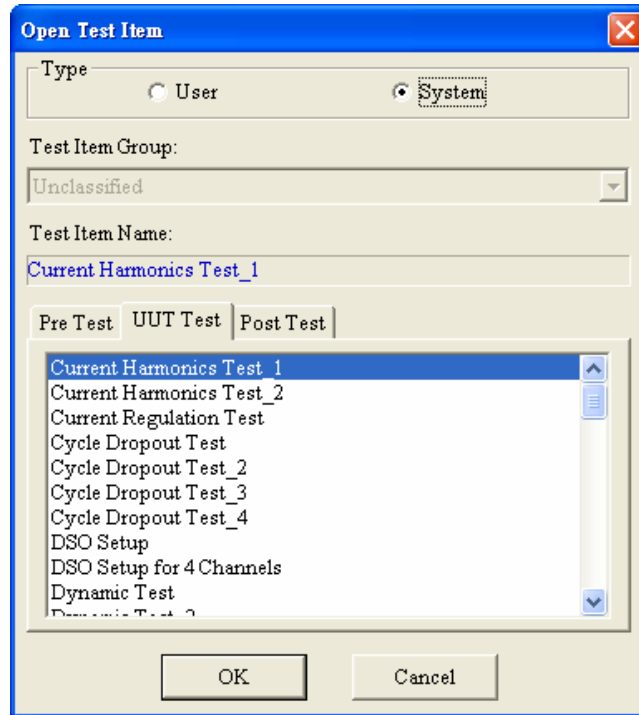 Open Test Item
Type
User System
Test Item Group:
Unclassified
Test Item Name:
Current Harmonics Test_1
Pre Test UUT Test Post Test
Current Harmonics Test_1
Current Harmonics Test_2
Current Regulation Test
Cycle Dropout Test
Cycle Dropout Test_2
Cycle Dropout Test_3
Cycle Dropout Test_4
DSO Setup
DSO Setup for 4 Channels
Dynamic Test
Dynamic Test_2
OK Cancel